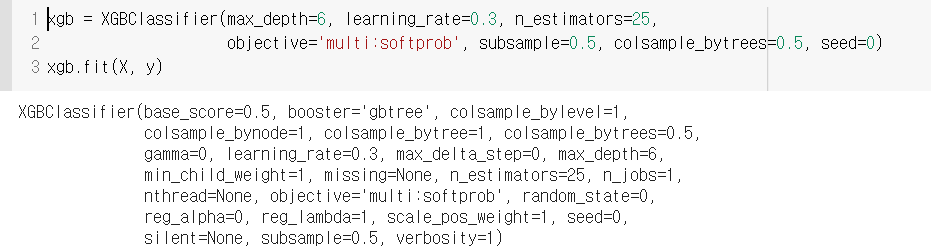 1 xgb = XGBClassifier(max_depth=6, learning_rate=0.3, n_estimators=25,
2 objective='multi:softprob', subsample=0.5, colsample_bytrees=0.5, seed=0)
3 xgb.fit(X, y)
XGBClassifier(base_score=0.5, booster='gbtree', colsample_bylevel=1,
colsample_bynode=1, colsample_bytree=1, colsample_bytrees=0.5,
gamma=0, learning_rate=0.3, max_delta_step=0, max_depth=6,
min_child_weight=1, missing=None, n_estimators=25, n_jobs=1,
nthread=None, objective='multi:softprob', random_state=0,
reg_alpha=0, reg_lambda=1, scale_pos_weight=1, seed=0,
silent=None, subsample=0.5, verbosity=1)